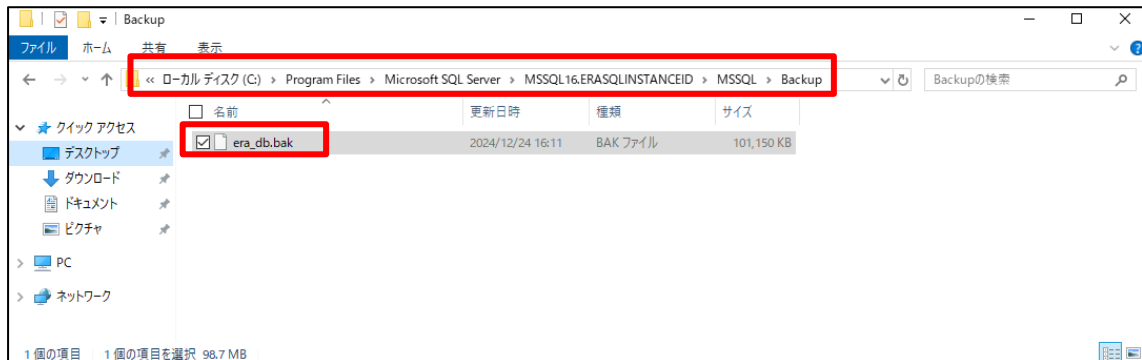 Backup
ファイル ホーム 共有 表示
« ローカル ディスク (C:) › Program Files › Microsoft SQL Server › MSSQL16.ERASQLINSTANCEID › MSSQL › Backup
Backupの検索
名前 更新日時 種類 サイズ
クイック アクセス
era_db.bak 2024/12/24 16:11 BAK ファイル 101,150 KB
デスクトップ
ダウンロード
ドキュメント
ピクチャ
PC
ネットワーク
1 個の項目 1 個の項目を選択 98.7 MB